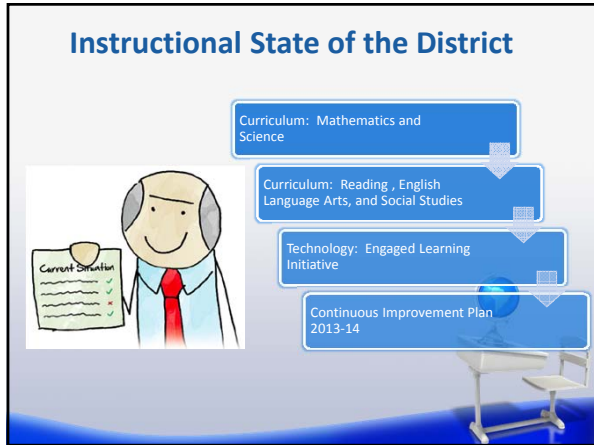 Instructional State of the District
Curriculum:  Mathematics and
Science
Curriculum:  Reading , English
Language Arts, and Social Studies
Technology:  Engaged Learning
Initiative
Continuous Improvement Plan
2013-14
Current Situation